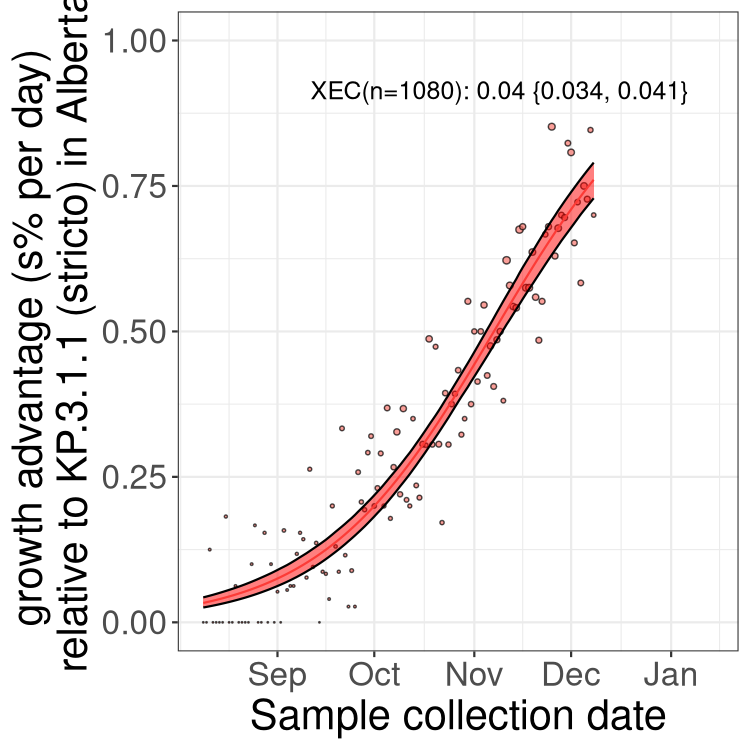 growth advantage (s% per day)
relative to KP.3.1.1 (stricto) in Alberta
1.00
0.75
0.50
0.25
0.00
XEC(n=1080): 0.04 {0.034, 0.041}
Sep Oct Nov Dec Jan
Sample collection date